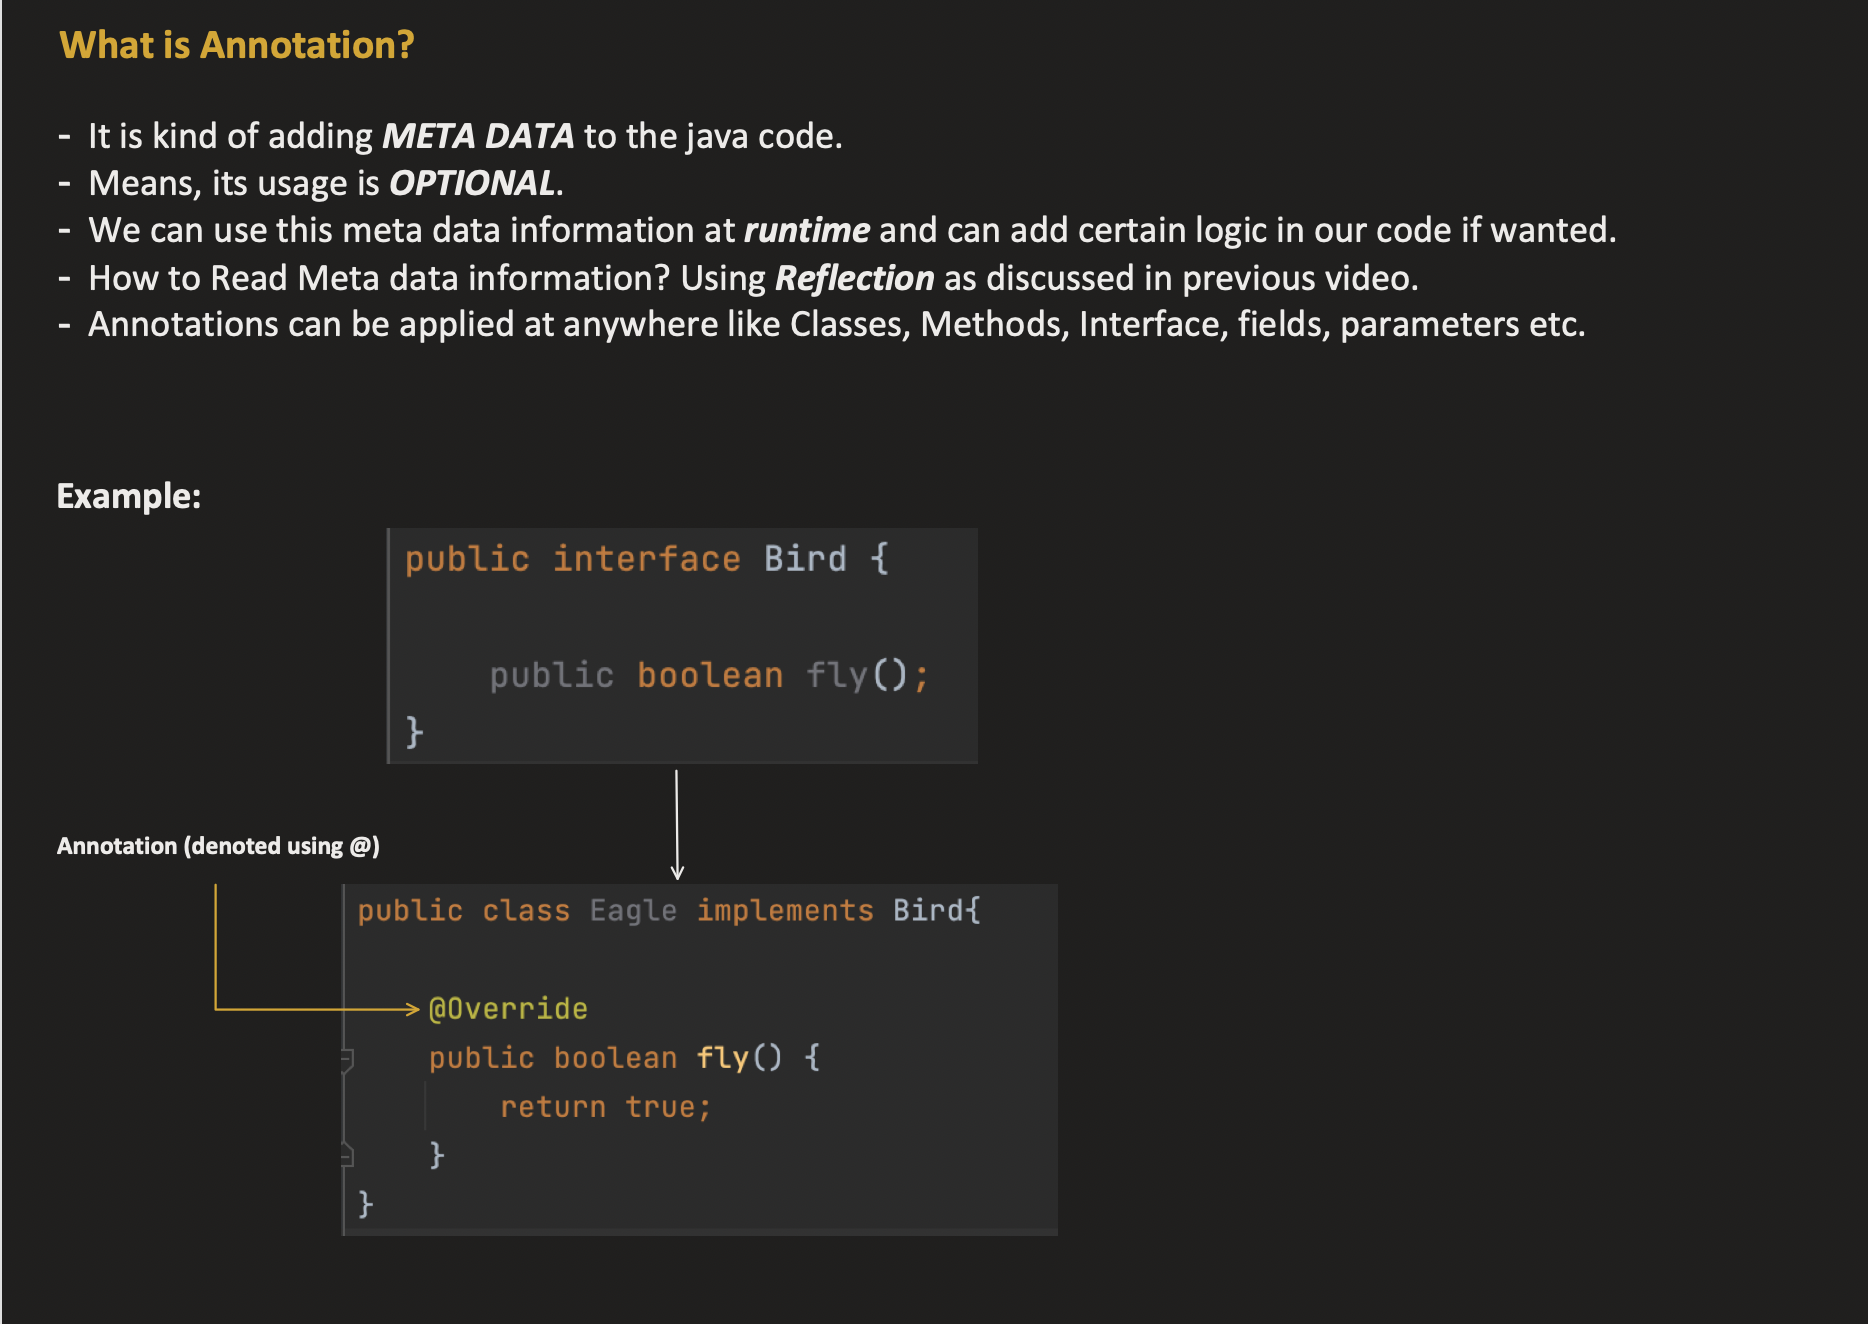 What is Annotation?
- It is kind of adding META DATA to the java code.
- Means, its usage is OPTIONAL.
- We can use this meta data information at runtime and can add certain logic in our code if wanted.
- How to Read Meta data information? Using Reflection as discussed in previous video.
- Annotations can be applied at anywhere like Classes, Methods, Interface, fields, parameters etc.
Example:
public interface Bird {
public boolean fly();
}
Annotation (denoted using @)
public class Eagle implements Bird{
@Override
public boolean fly() {
return true;
}
}